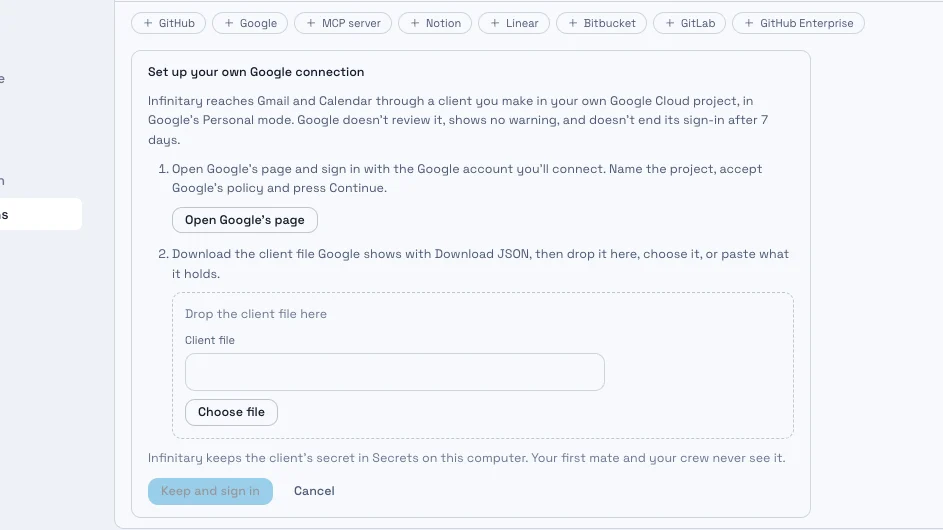 + GitHub + Google + MCP server + Notion + Linear + Bitbucket + GitLab + GitHub Enterprise
Set up your own Google connection
Infinitary reaches Gmail and Calendar through a client you make in your own Google Cloud project, in
Google's Personal mode. Google doesn't review it, shows no warning, and doesn't end its sign-in after 7
days.
1. Open Google's page and sign in with the Google account you'll connect. Name the project, accept
Google's policy and press Continue.
Open Google's page
2. Download the client file Google shows with Download JSON, then drop it here, choose it, or paste what
it holds.
Drop the client file here
Client file
Choose file
Infinitary keeps the client's secret in Secrets on this computer. Your first mate and your crew never see it.
Keep and sign in Cancel